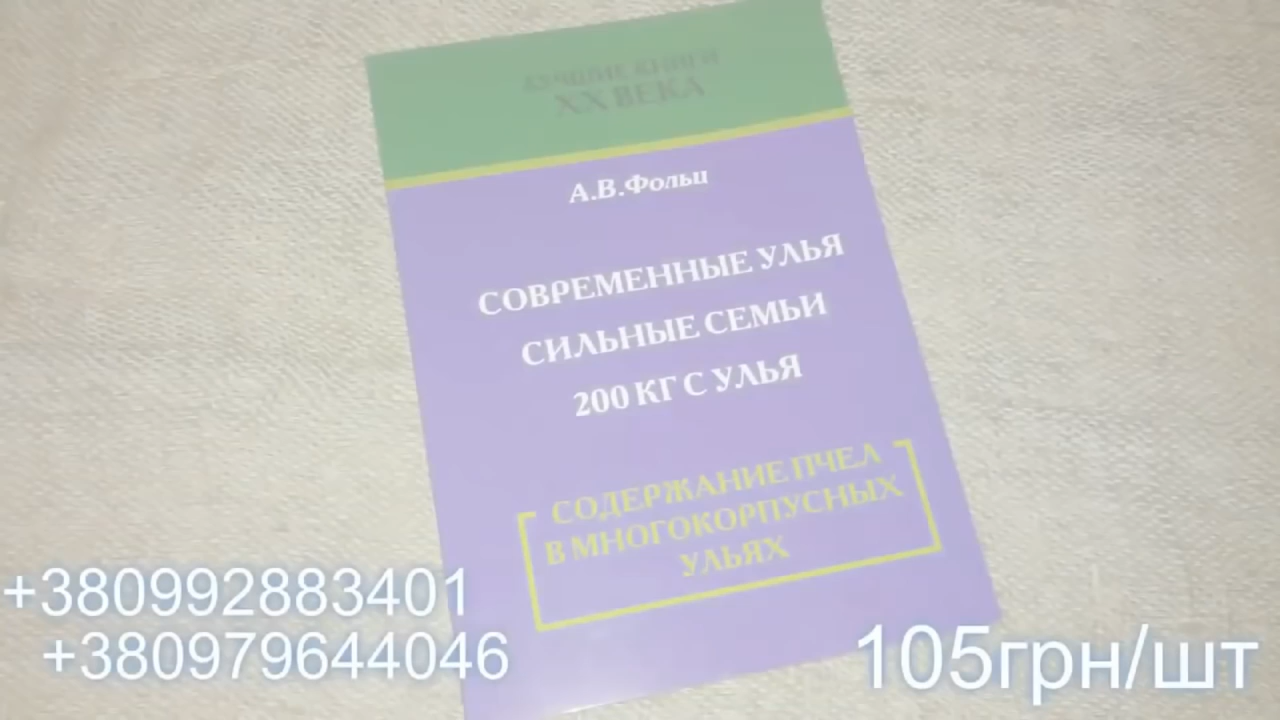 ЛУЧШИЕ КНИГИ
ХХ ВЕКА
А.В.Фольц
СОВРЕМЕННЫЕ УЛЬЯ
СИЛЬНЫЕ СЕМЬИ
200 КГ С УЛЬЯ
СОДЕРЖАНИЕ ПЧЕЛ
В МНОГОКОРПУСНЫХ
УЛЬЯХ
+380992883401
+380979644046
105грн/шт